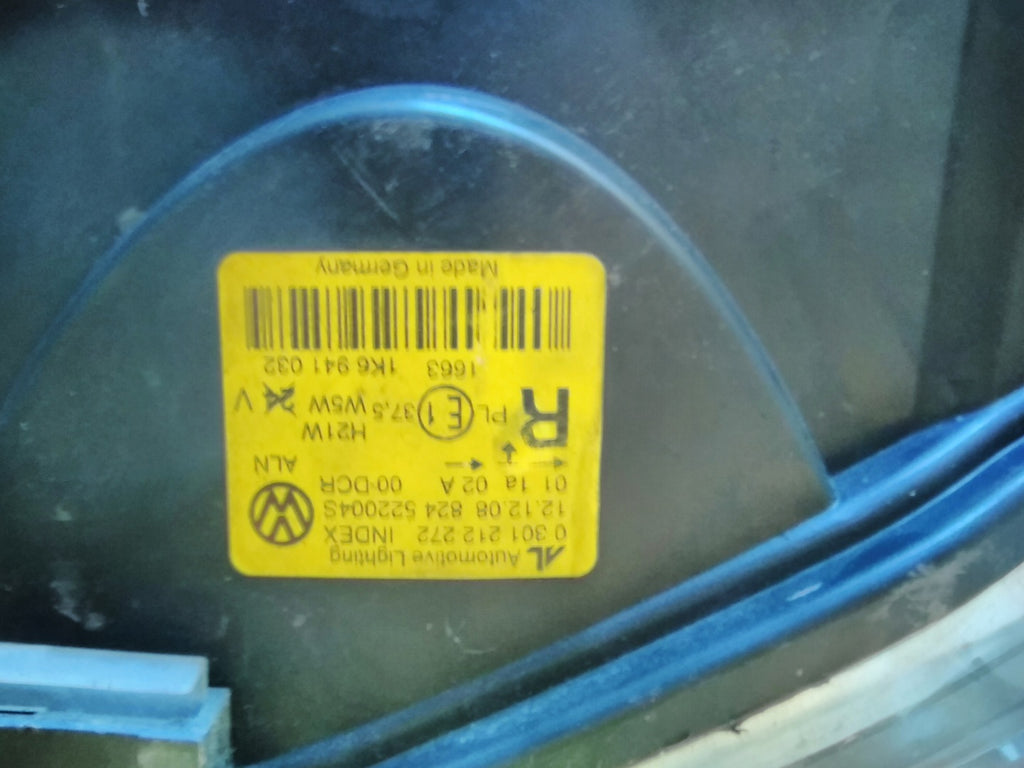 AL Automotive Lighting
0 301 212 272 INDEX
12.12.08 824 522004S
01 1a 02 A 00-DCR ALN
H21W
R PL E1 37,5 W5W 24 V
1663 1K6 941 032
Made in Germany